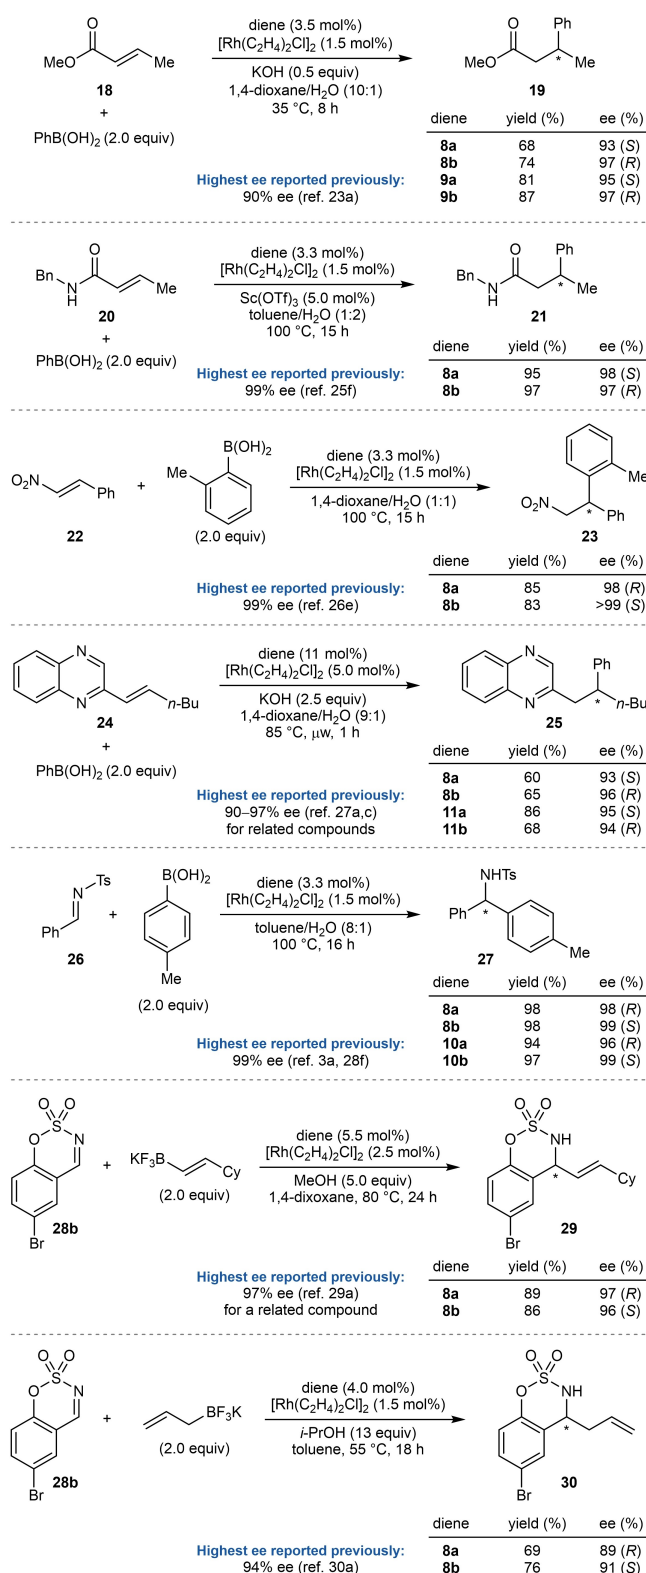 diene (3.5 mol%)
[Rh(C2H4)2Cl]2 (1.5 mol%)
KOH (0.5 equiv)
1,4-dioxane/H2O (10:1)
35 °C, 8 h
O
MeO
Me
18
+
PhB(OH)2 (2.0 equiv)
O
Ph
MeO
*
Me
19
diene yield (%) ee (%)
8a 68 93 (S)
8b 74 97 (R)
Highest ee reported previously: 9a 81 95 (S)
90% ee (ref. 23a) 9b 87 97 (R)
diene (3.3 mol%)
[Rh(C2H4)2Cl]2 (1.5 mol%)
Sc(OTf)3 (5.0 mol%)
toluene/H2O (1:2)
100 °C, 15 h
O
Bn
N
H
Me
20
+
PhB(OH)2 (2.0 equiv)
O
Ph
Bn
N
H
*
Me
21
diene yield (%) ee (%)
Highest ee reported previously: 8a 95 98 (S)
99% ee (ref. 25f) 8b 97 97 (R)
O2N
Ph
22
+
B(OH)2
Me
(2.0 equiv)
diene (3.3 mol%)
[Rh(C2H4)2Cl]2 (1.5 mol%)
1,4-dioxane/H2O (1:1)
100 °C, 15 h
Me
O2N
*
Ph
23
diene yield (%) ee (%)
Highest ee reported previously: 8a 85 98 (R)
99% ee (ref. 26e) 8b 83 >99 (S)
N
N
n-Bu
24
+
PhB(OH)2 (2.0 equiv)
diene (11 mol%)
[Rh(C2H4)2Cl]2 (5.0 mol%)
KOH (2.5 equiv)
1,4-dioxane/H2O (9:1)
85 °C, μw, 1 h
N
N
Ph
*
n-Bu
25
diene yield (%) ee (%)
8a 60 93 (S)
Highest ee reported previously: 8b 65 96 (R)
90–97% ee (ref. 27a,c) 11a 86 95 (S)
for related compounds 11b 68 94 (R)
Ts
N
Ph
26
+
B(OH)2
Me
(2.0 equiv)
diene (3.3 mol%)
[Rh(C2H4)2Cl]2 (1.5 mol%)
toluene/H2O (8:1)
100 °C, 16 h
NHTs
Ph
*
Me
27
diene yield (%) ee (%)
8a 98 98 (R)
8b 98 99 (S)
Highest ee reported previously: 10a 94 96 (R)
99% ee (ref. 3a, 28f) 10b 97 99 (S)
O O
S
O N
Br
28b
+
KF3B
Cy
(2.0 equiv)
diene (5.5 mol%)
[Rh(C2H4)2Cl]2 (2.5 mol%)
MeOH (5.0 equiv)
1,4-dixoxane, 80 °C, 24 h
O O
S
O NH
*
Cy
Br
29
diene yield (%) ee (%)
Highest ee reported previously:
97% ee (ref. 29a) 8a 89 97 (R)
for a related compound 8b 86 96 (S)
O O
S
O N
Br
28b
+
BF3K
(2.0 equiv)
diene (4.0 mol%)
[Rh(C2H4)2Cl]2 (1.5 mol%)
i-PrOH (13 equiv)
toluene, 55 °C, 18 h
O O
S
O NH
*
Br
30
diene yield (%) ee (%)
Highest ee reported previously: 8a 69 89 (R)
94% ee (ref. 30a) 8b 76 91 (S)